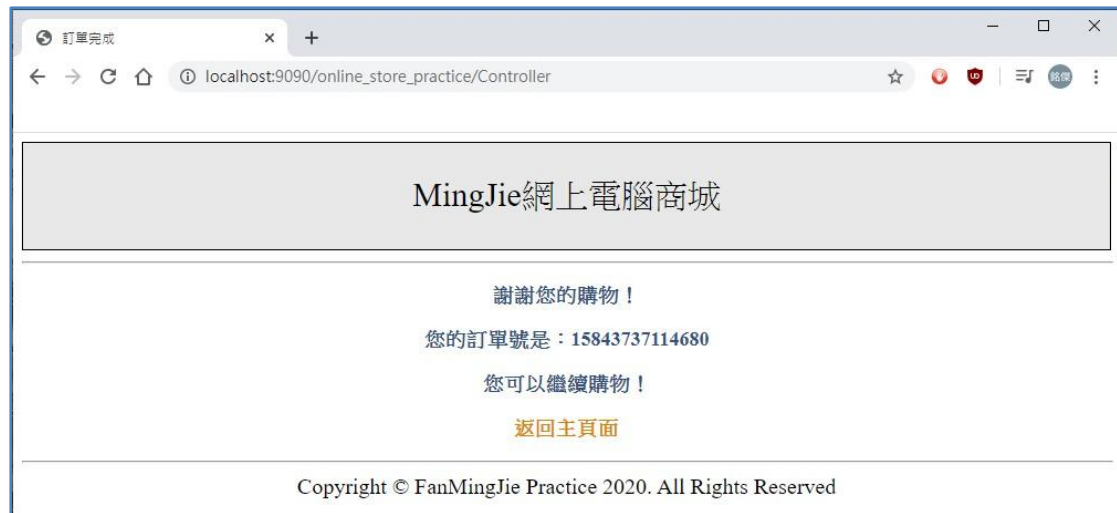 訂單完成
localhost:9090/online_store_practice/Controller
銘傑
MingJie網上電腦商城
謝謝您的購物！
您的訂單號是：15843737114680
您可以繼續購物！
返回主頁面
Copyright © FanMingJie Practice 2020. All Rights Reserved